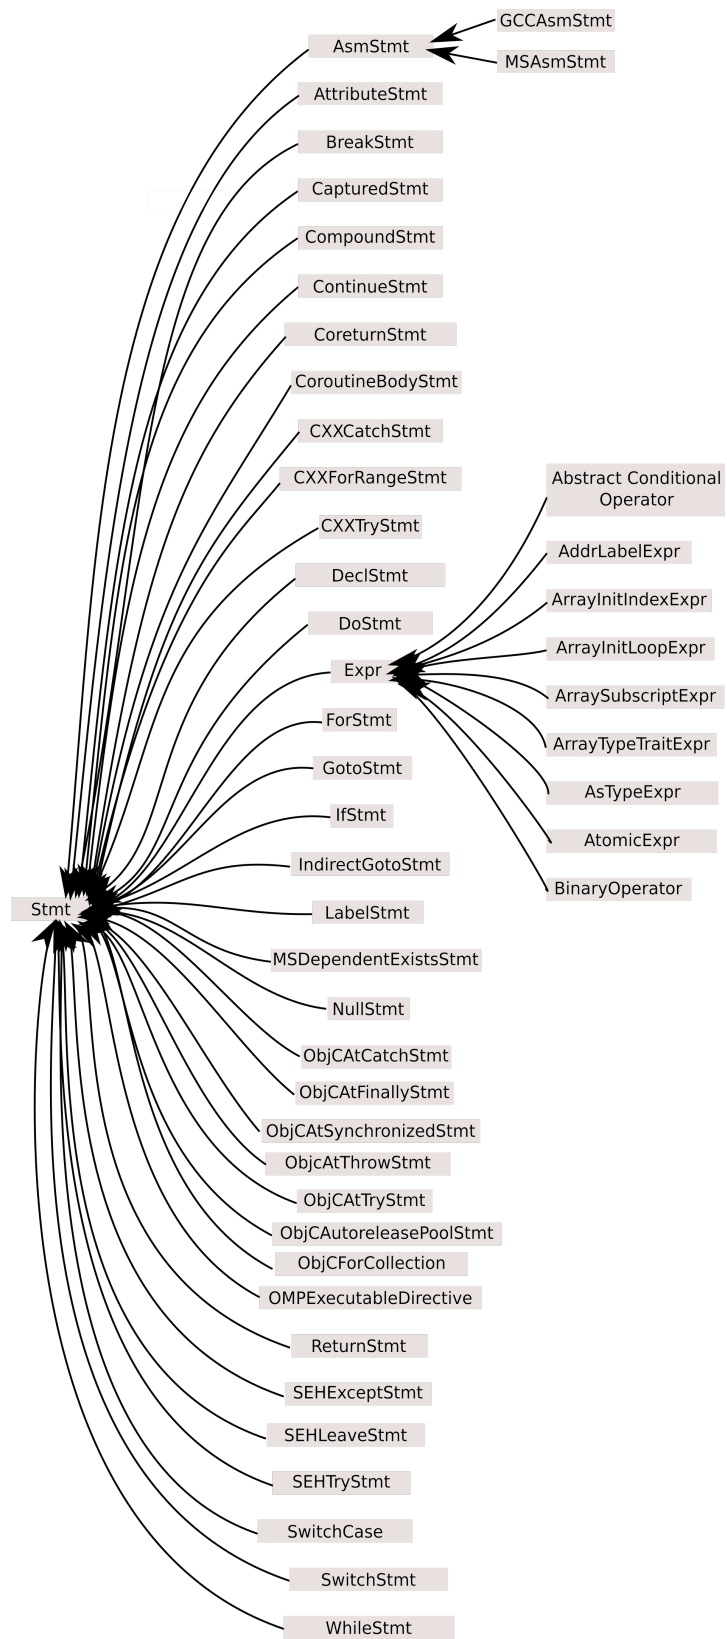 GCCAsmStmt
AsmStmt
MSAsmStmt
AttributeStmt
BreakStmt
CapturedStmt
CompoundStmt
ContinueStmt
CoreturnStmt
CoroutineBodyStmt
CXXCatchStmt
CXXForRangeStmt
Abstract Conditional
Operator
CXXTryStmt
AddrLabelExpr
DeclStmt
ArrayInitIndexExpr
DoStmt
ArrayInitLoopExpr
Expr
ArraySubscriptExpr
ForStmt
ArrayTypeTraitExpr
GotoStmt
AsTypeExpr
IfStmt
AtomicExpr
IndirectGotoStmt
BinaryOperator
Stmt
LabelStmt
MSDependentExistsStmt
NullStmt
ObjCAtCatchStmt
ObjCAtFinallyStmt
ObjCAtSynchronizedStmt
ObjcAtThrowStmt
ObjCAtTryStmt
ObjCAutoreleasePoolStmt
ObjCForCollection
OMPExecutableDirective
ReturnStmt
SEHExceptStmt
SEHLeaveStmt
SEHTryStmt
SwitchCase
SwitchStmt
WhileStmt